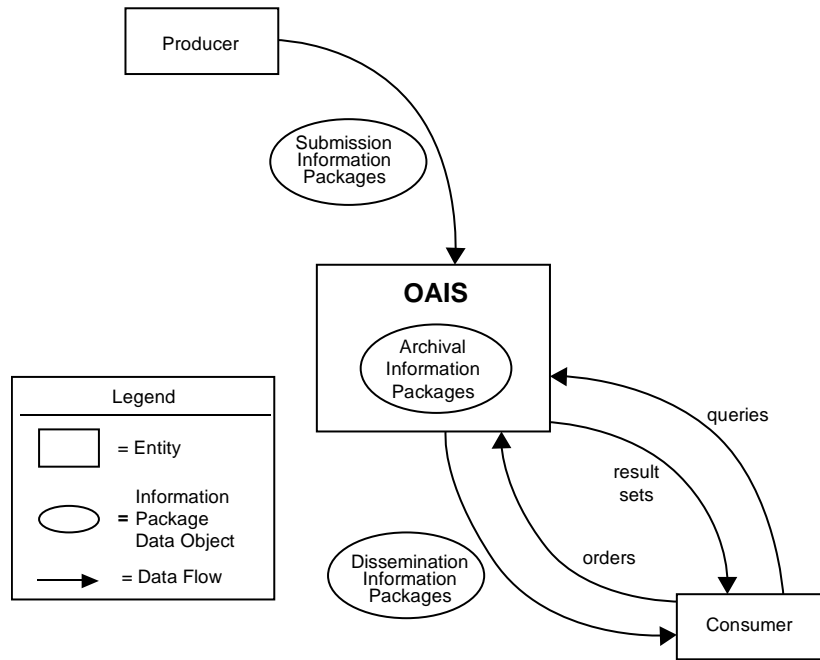 Producer
Submission
Information
Packages
OAIS
Archival
Information
Packages
queries
result
sets
orders
Dissemination
Information
Packages
Consumer
Legend
= Entity
Information
= Package
Data Object
= Data Flow